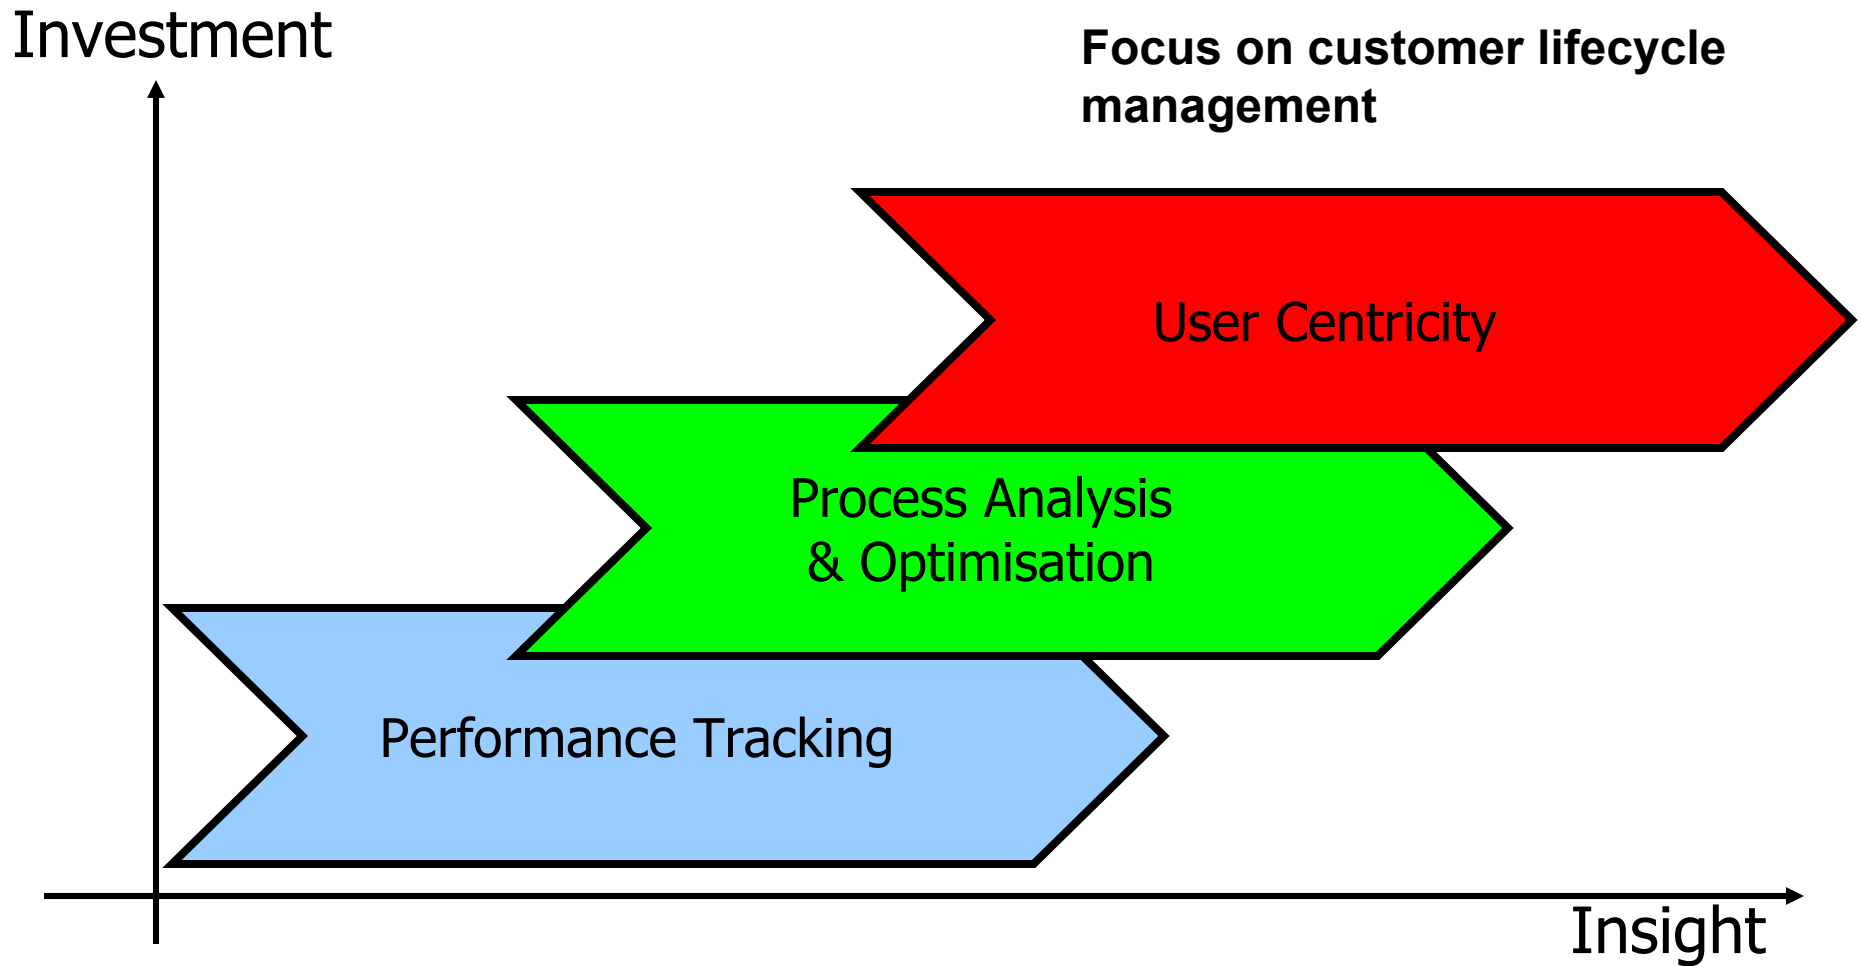 Investment
Focus on customer lifecycle
management
User Centricity
Process Analysis
& Optimisation
Performance Tracking
Insight